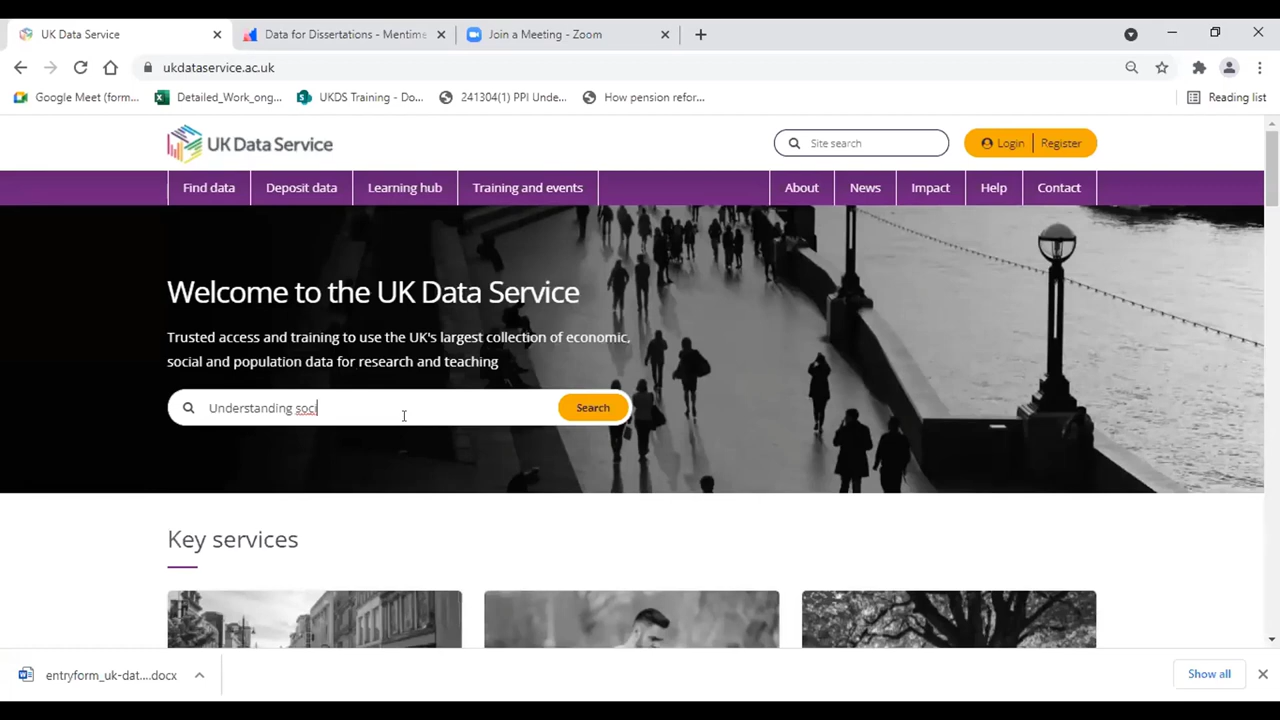 UK Data Service
Data for Dissertations - Mentime
Join a Meeting - Zoom
ukdataservice.ac.uk
Google Meet (form...
Detailed_Work_ong...
UKDS Training - Do...
241304(1) PPI Unde...
How pension refor...
Reading list
UK Data Service
Site search
Login
Register
Find data
Deposit data
Learning hub
Training and events
About
News
Impact
Help
Contact
Welcome to the UK Data Service
Trusted access and training to use the UK's largest collection of economic,
social and population data for research and teaching
Understanding soci
Search
Key services
entryform_uk-dat....docx
Show all